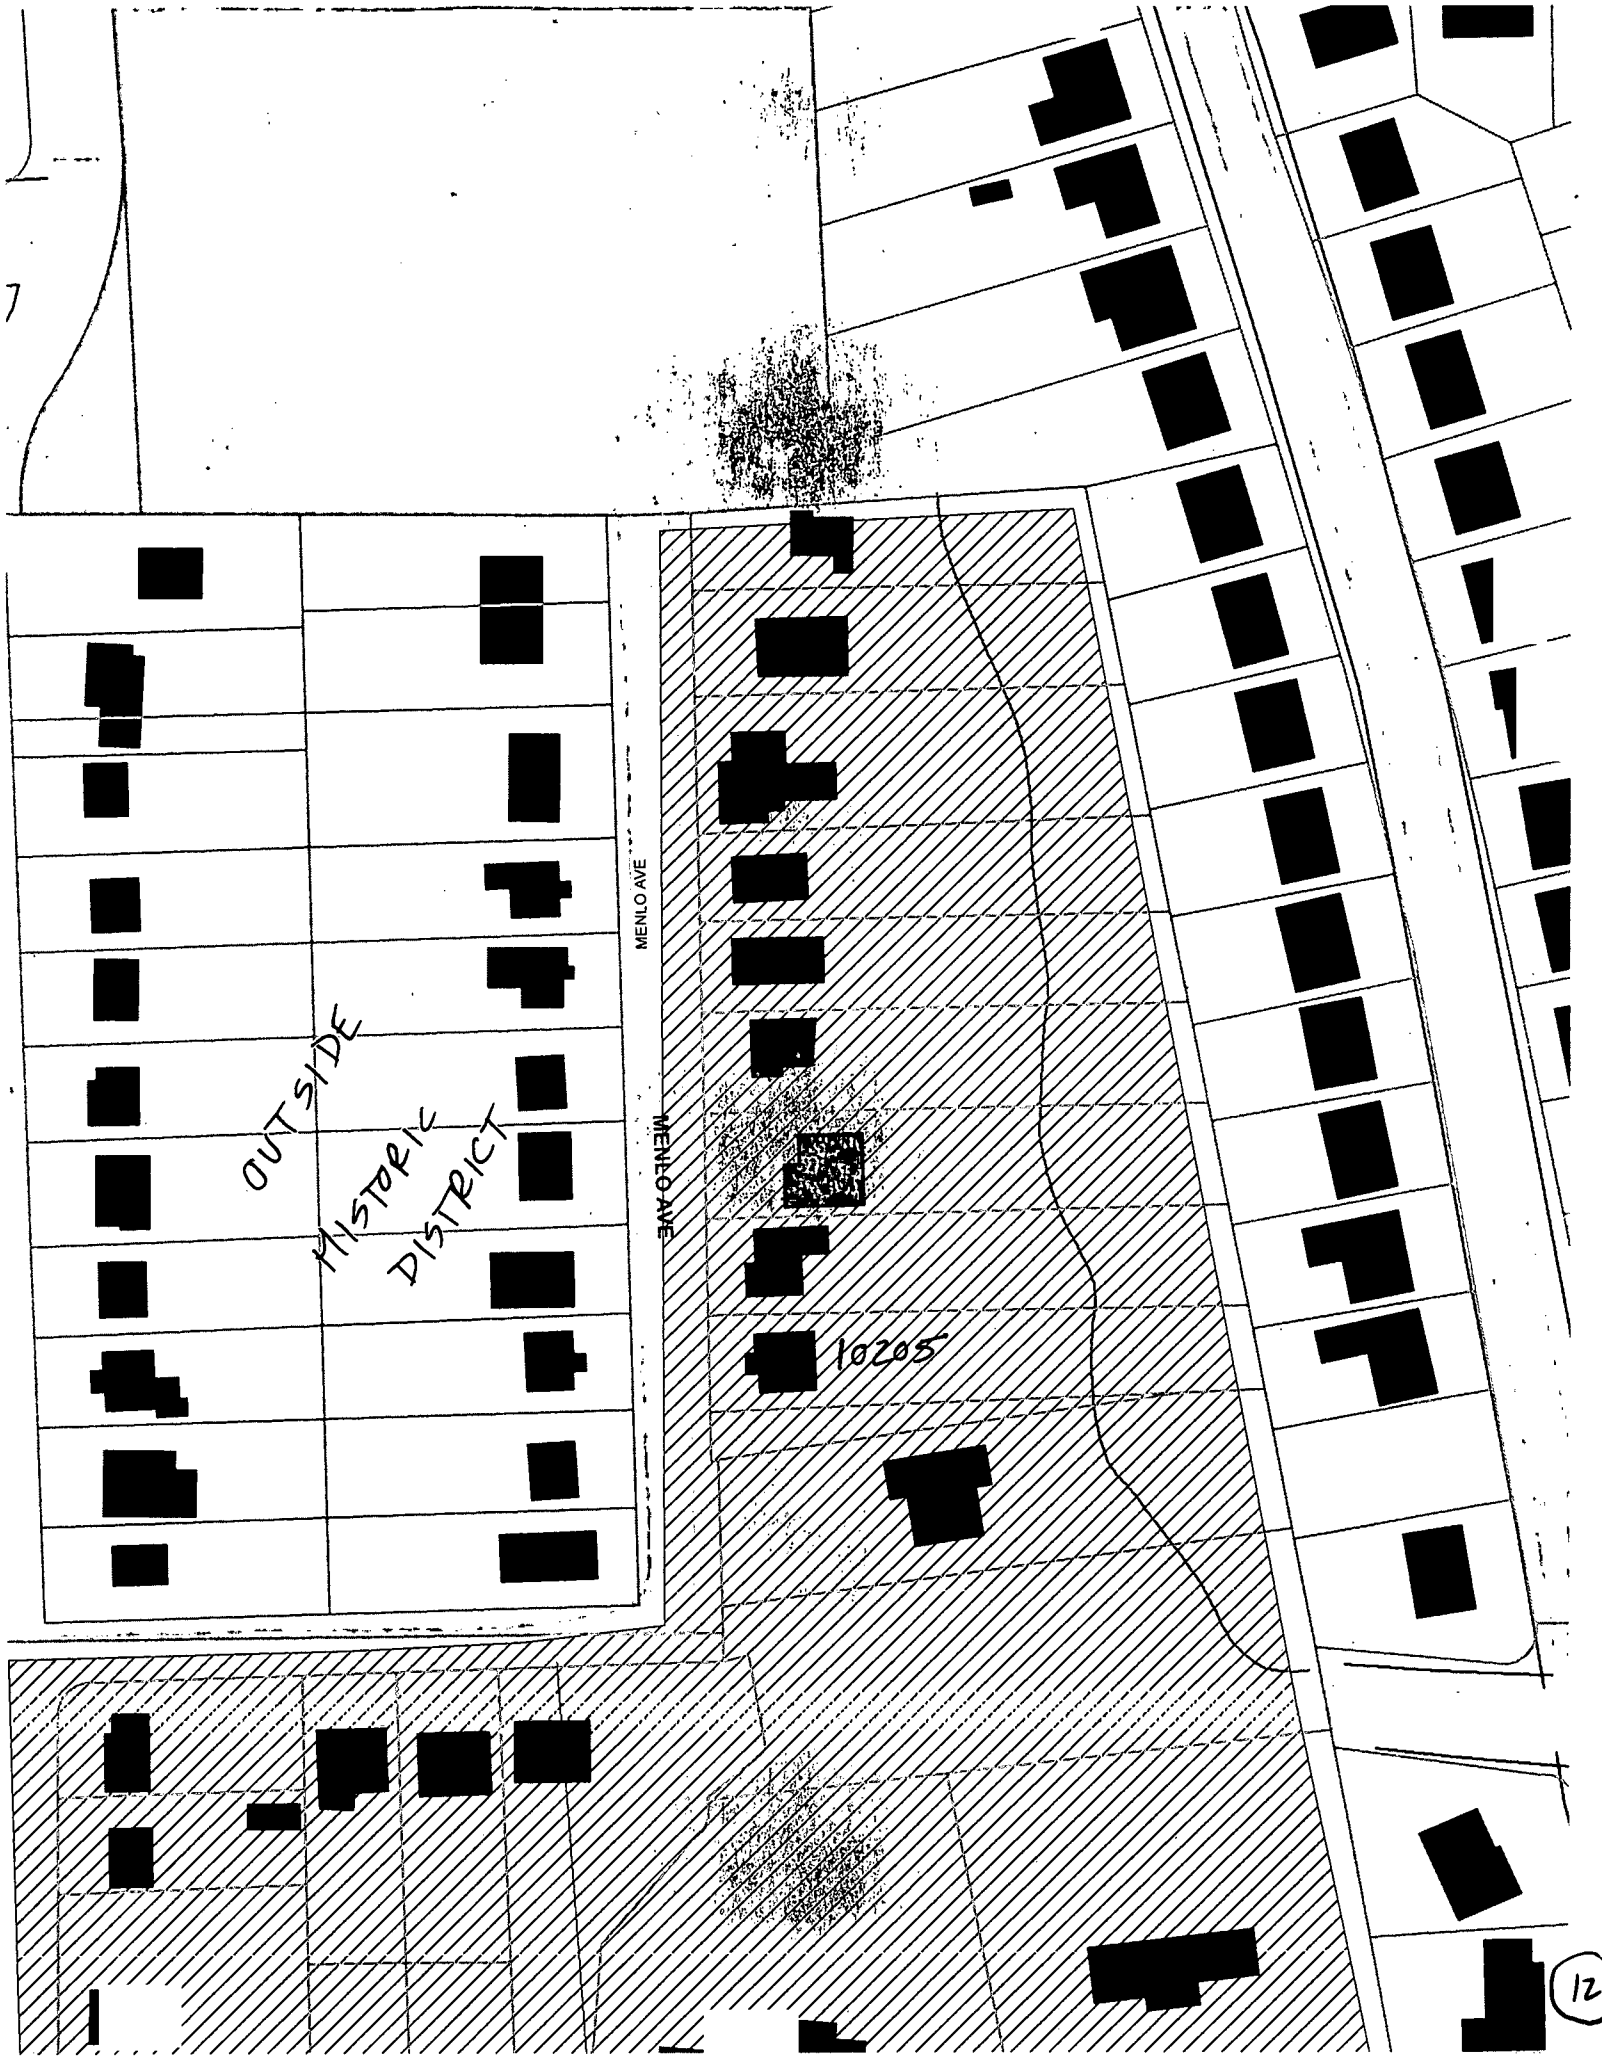 MENLO AVE
OUTSIDE
HISTORIC
DISTRICT
MENLO AVE
10205
12